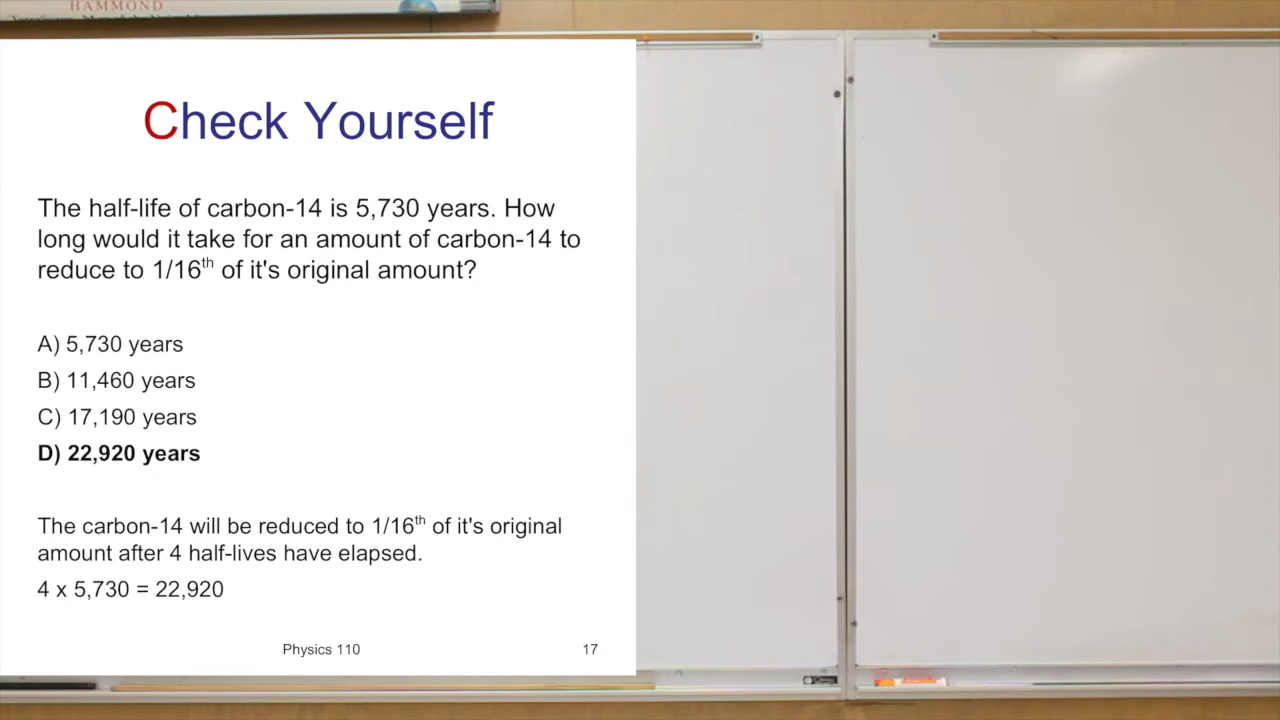 HAMMOND
Check Yourself
The half-life of carbon-14 is 5,730 years. How
long would it take for an amount of carbon-14 to
reduce to 1/16th of it's original amount?
A) 5,730 years
B) 11,460 years
C) 17,190 years
D) 22,920 years
The carbon-14 will be reduced to 1/16th of it's original
amount after 4 half-lives have elapsed.
4 x 5,730 = 22,920
Physics 110
17